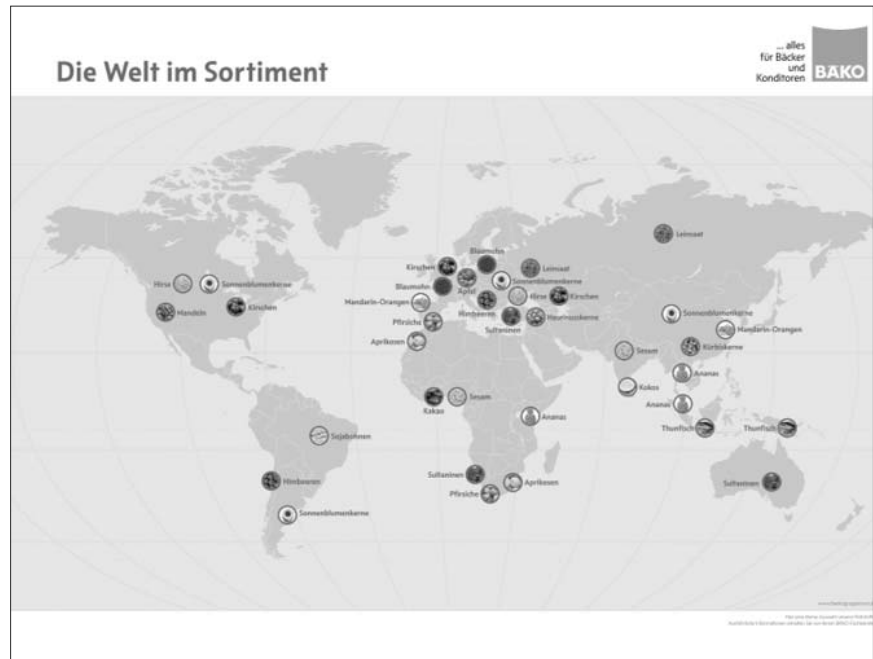 Die Welt im Sortiment
... alles
für Bäcker
und
Konditoren
BÄKO
Leinsaat
Blaumohn
Kirschen
Leinsaat
Hirse
Sonnenblumenkerne
Blaumohn
Apfel
Sonnenblumenkerne
Mandeln
Kirschen
Mandarin-Orangen
Himbeeren
Hirse
Kirschen
Sonnenblumenkerne
Pfirsiche
Sultaninen
Haselnusskerne
Mandarin-Orangen
Aprikosen
Sesam
Kürbiskerne
Kokos
Ananas
Kakao
Sesam
Ananas
Ananas
Sojabohnen
Thunfisch
Thunfisch
Himbeeren
Sultaninen
Aprikosen
Sultaninen
Pfirsiche
Sonnenblumenkerne